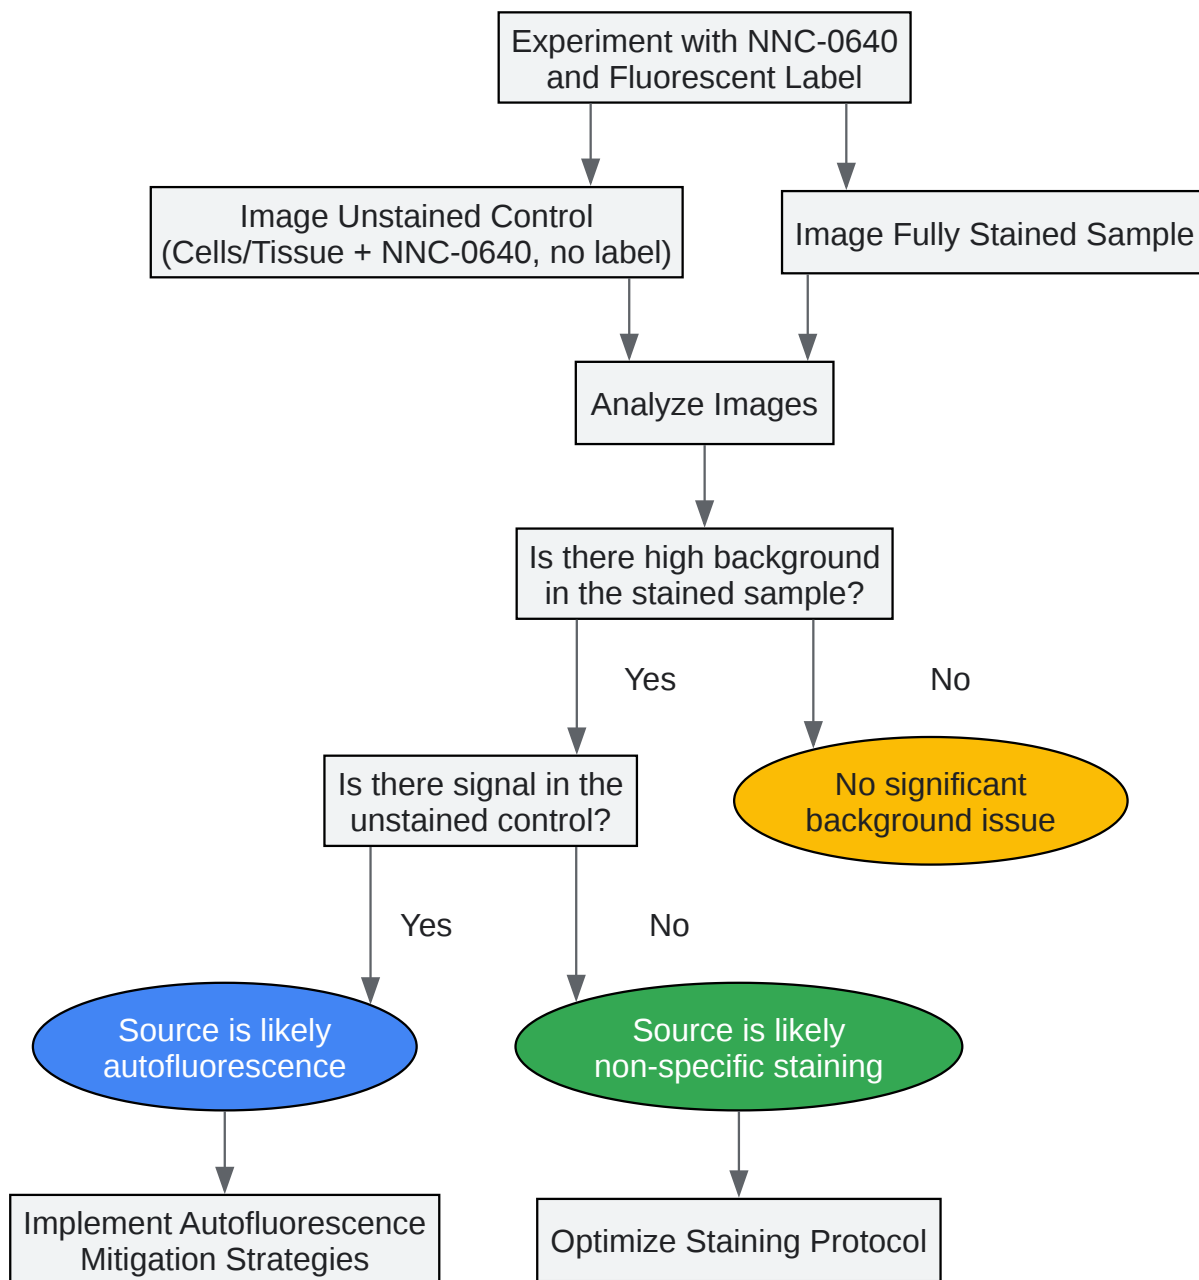 Experiment with NNC-0640
and Fluorescent Label
Image Unstained Control
(Cells/Tissue + NNC-0640, no label)
Image Fully Stained Sample
Analyze Images
Is there high background
in the stained sample?
Yes
No
Is there signal in the
unstained control?
No significant
background issue
Yes
No
Source is likely
autofluorescence
Source is likely
non-specific staining
Implement Autofluorescence
Mitigation Strategies
Optimize Staining Protocol